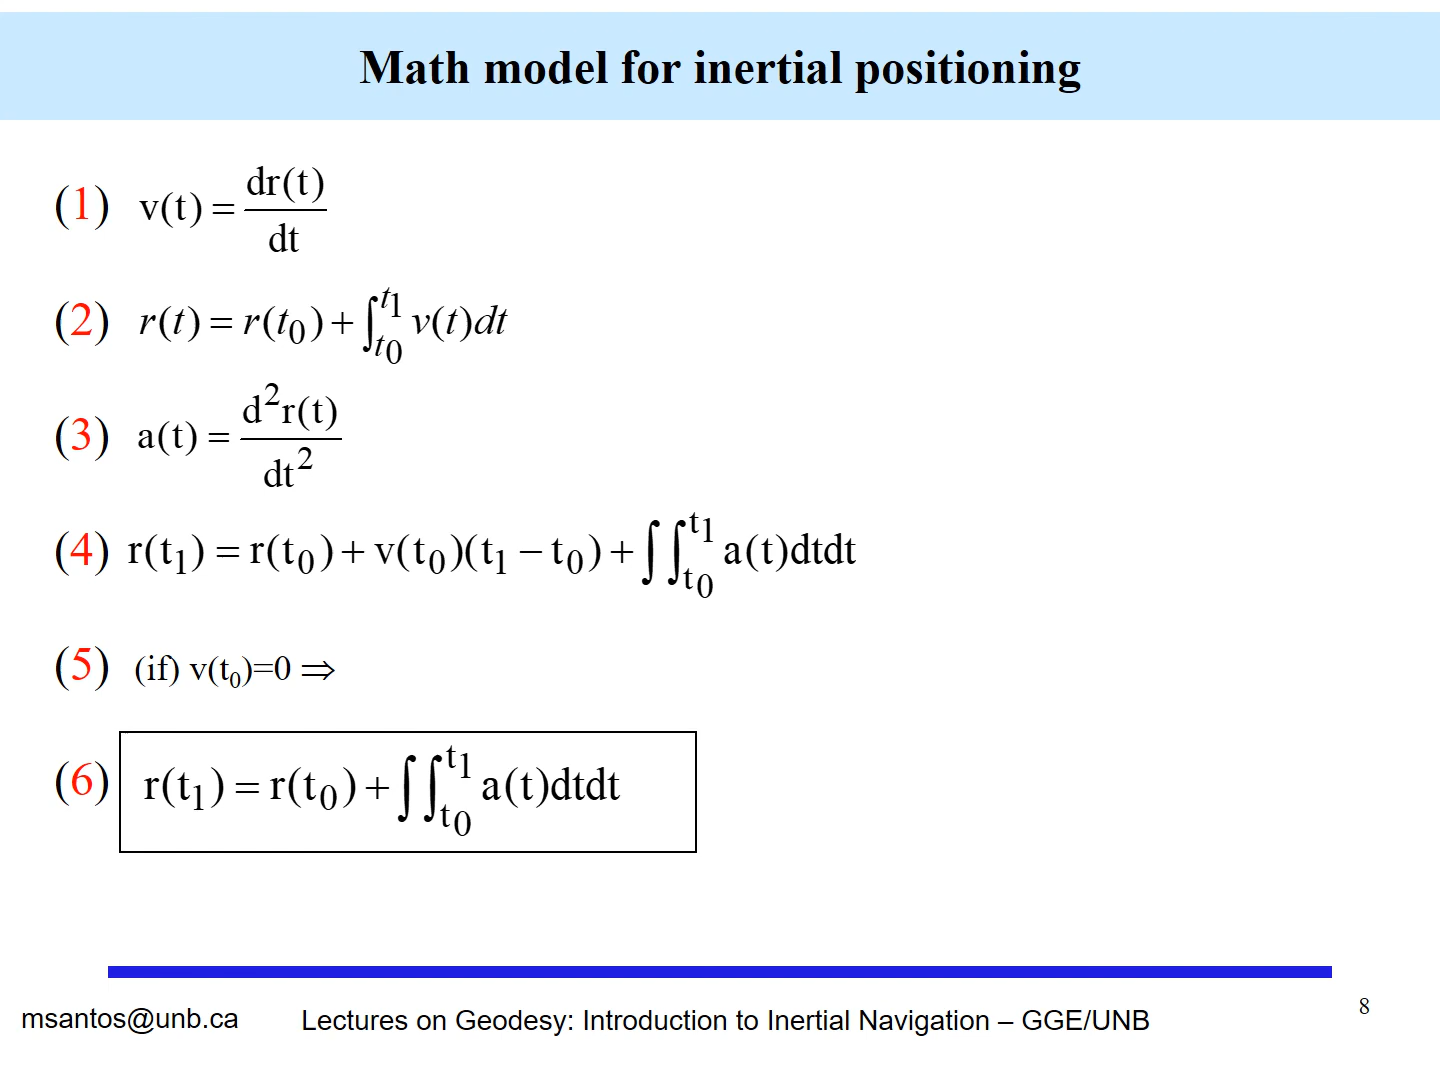 Math model for inertial positioning
(1) v(t) = dr(t)/dt
(2) r(t) = r(t₀) + ∫_{t₀}^{t₁} v(t)dt
(3) a(t) = d²r(t)/dt²
(4) r(t₁) = r(t₀) + v(t₀)(t₁ − t₀) + ∫∫_{t₀}^{t₁} a(t)dtdt
(5) (if) v(t₀)=0 ⇒
(6) r(t₁) = r(t₀) + ∫∫_{t₀}^{t₁} a(t)dtdt
msantos@unb.ca Lectures on Geodesy: Introduction to Inertial Navigation – GGE/UNB 8